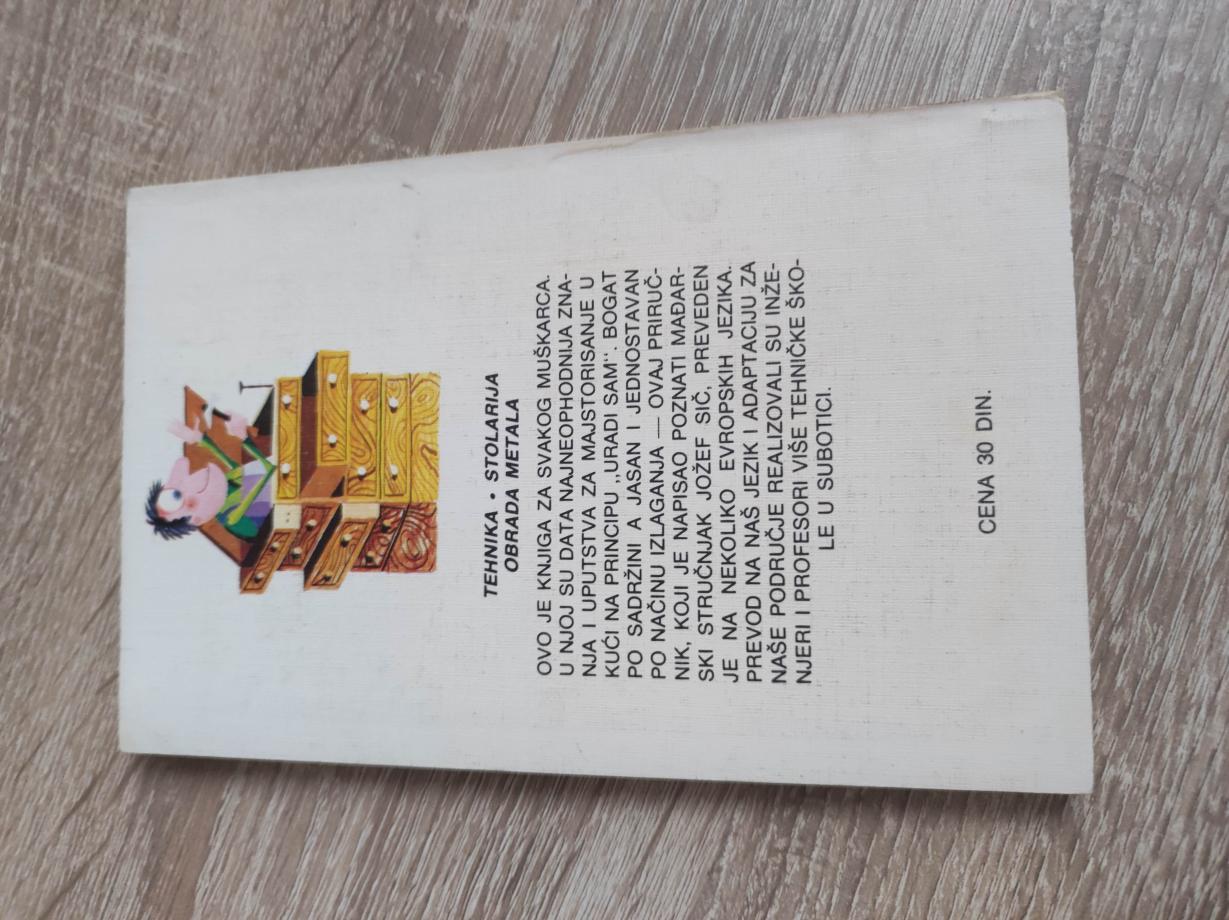 TEHNIKA • STOLARIJA
OBRADA METALA
OVO JE KNJIGA ZA SVAKOG MUŠKARCA.
U NJOJ SU DATA NAJNEOPHODNIJA ZNA-
NJA I UPUTSTVA ZA MAJSTORISANJE U
KUĆI NA PRINCIPU „URADI SAM“. BOGAT
PO SADRŽINI A JASAN I JEDNOSTAVAN
PO NAČINU IZLAGANJA — OVAJ PRIRUČ-
NIK, KOJI JE NAPISAO POZNATI MAĐAR-
SKI STRUČNJAK JOŽEF SIČ, PREVEDEN
JE NA NEKOLIKO EVROPSKIH JEZIKA.
PREVOD NA NAŠ JEZIK I ADAPTACIJU ZA
NAŠE PODRUČJE REALIZOVALI SU INŽE-
NJERI I PROFESORI VIŠE TEHNIČKE ŠKO-
LE U SUBOTICI.
CENA 30 DIN.